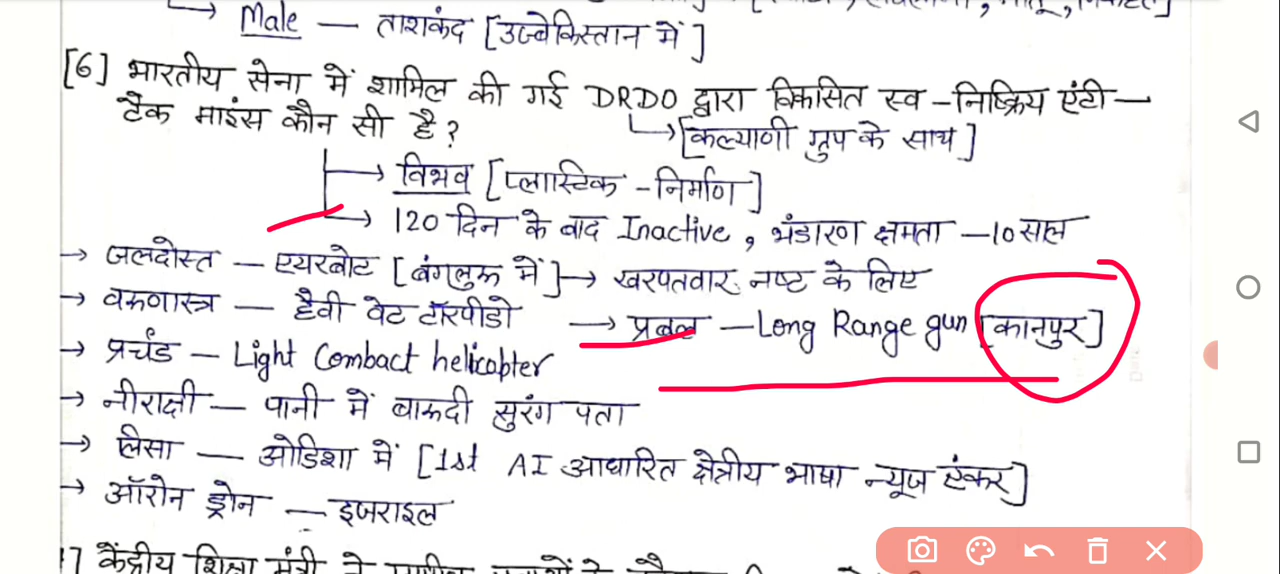 Male — ताशकंद [उज्बेकिस्तान में]
[6] भारतीय सेना में शामिल की गई DRDO द्वारा विकसित स्व-निष्क्रिय एंटी-
टैंक माइंस कौन सी है?
→ [कल्याणी ग्रुप के साथ]
→ विभव [प्लास्टिक-निर्माण]
→ 120 दिन के बाद Inactive, भंडारण क्षमता — 10 साल
→ जलदोस्त — एयरबोट [बंगलुरु में] → खरपतवार नष्ट के लिए
→ वरुणास्त्र — हैवी वेट टॉरपीडो → प्रबल — Long Range gun [कानपुर]
→ प्रचंड — Light Combact helicopter
→ नीराक्षी — पानी में बारूदी सुरंग पता
→ लिसा — ओडिशा में [1st AI आधारित क्षेत्रीय भाषा न्यूज एंकर]
→ ऑरोन ड्रोन — इजराइल
केंद्रीय शिक्षा मंत्री ने